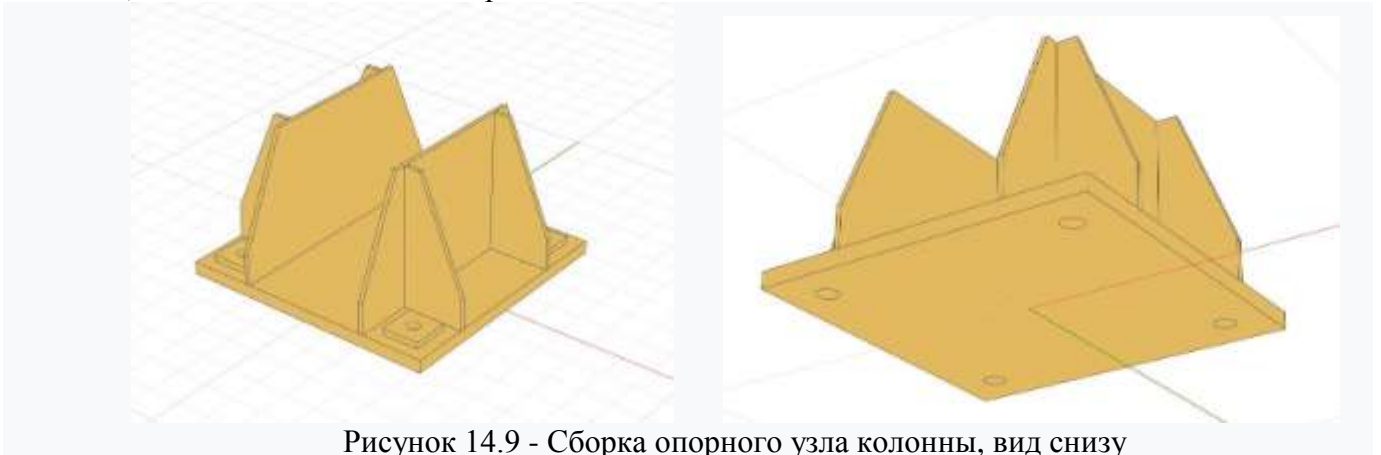 Рисунок 14.9 - Сборка опорного узла колонны, вид снизу